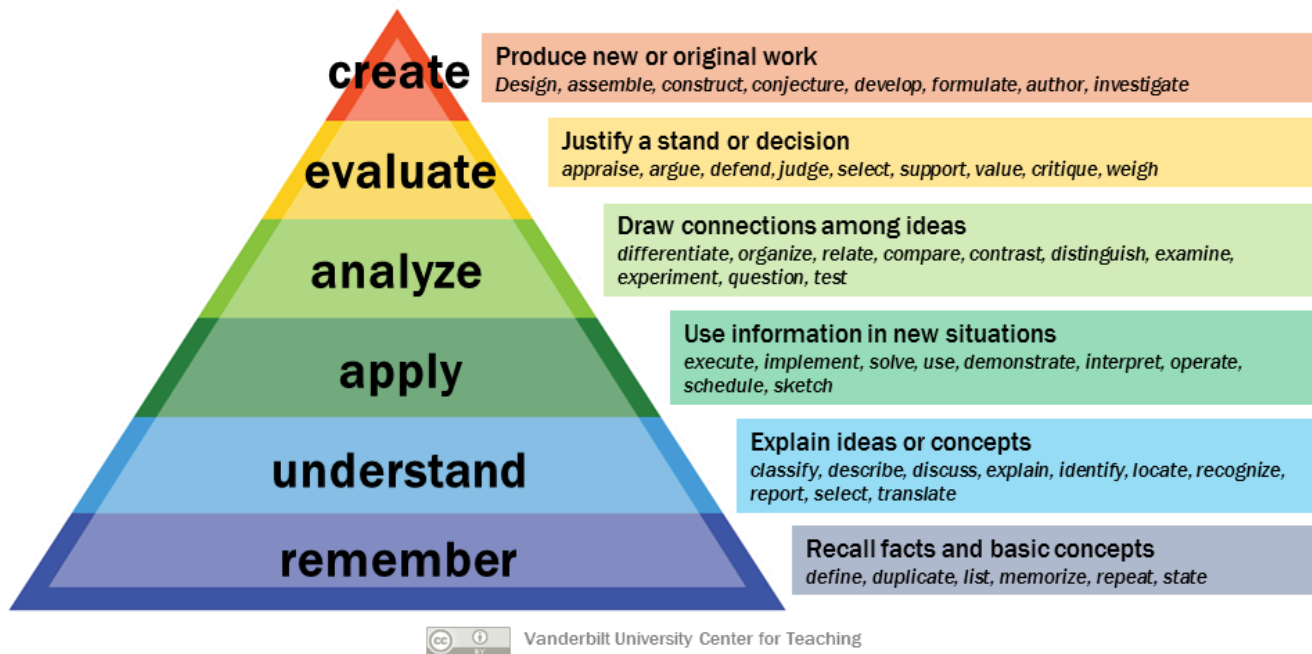 create
Produce new or original work
Design, assemble, construct, conjecture, develop, formulate, author, investigate
evaluate
Justify a stand or decision
appraise, argue, defend, judge, select, support, value, critique, weigh
analyze
Draw connections among ideas
differentiate, organize, relate, compare, contrast, distinguish, examine,
experiment, question, test
apply
Use information in new situations
execute, implement, solve, use, demonstrate, interpret, operate,
schedule, sketch
understand
Explain ideas or concepts
classify, describe, discuss, explain, identify, locate, recognize,
report, select, translate
remember
Recall facts and basic concepts
define, duplicate, list, memorize, repeat, state
cc
BY
Vanderbilt University Center for Teaching